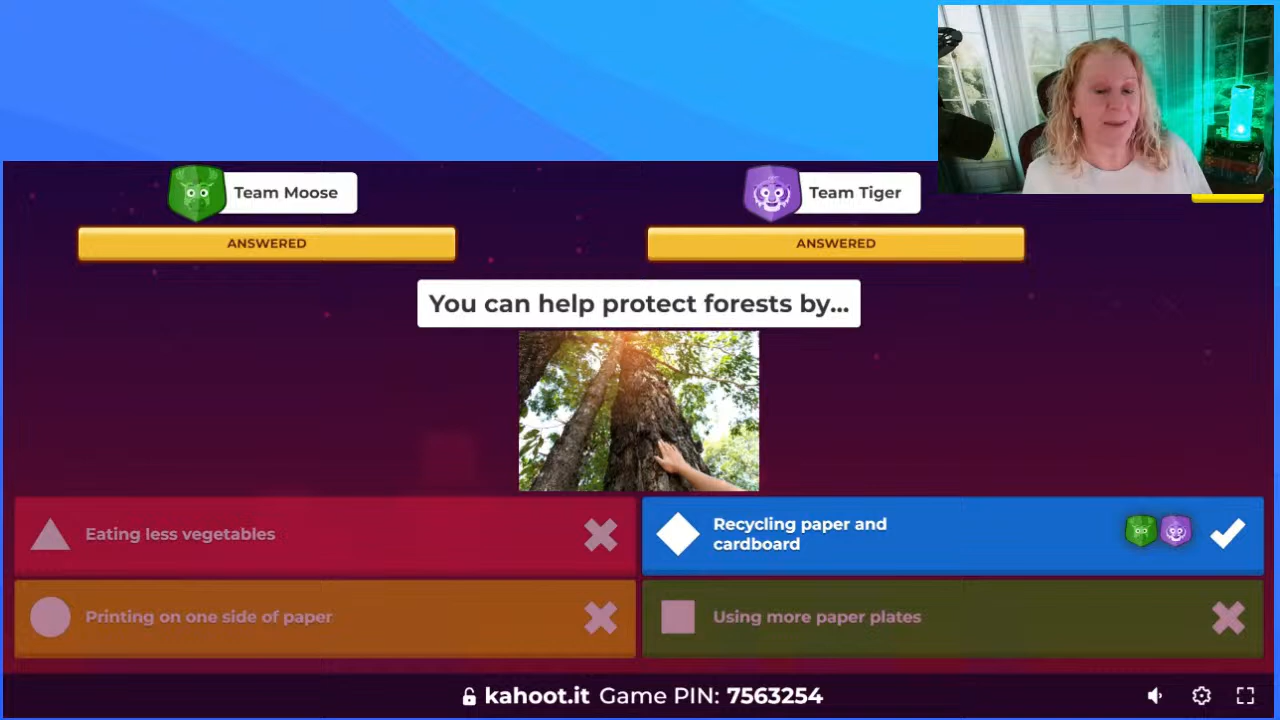 Team Moose
Team Tiger
ANSWERED
ANSWERED
You can help protect forests by...
Eating less vegetables
Recycling paper and
cardboard
Printing on one side of paper
Using more paper plates
kahoot.it Game PIN: 7563254